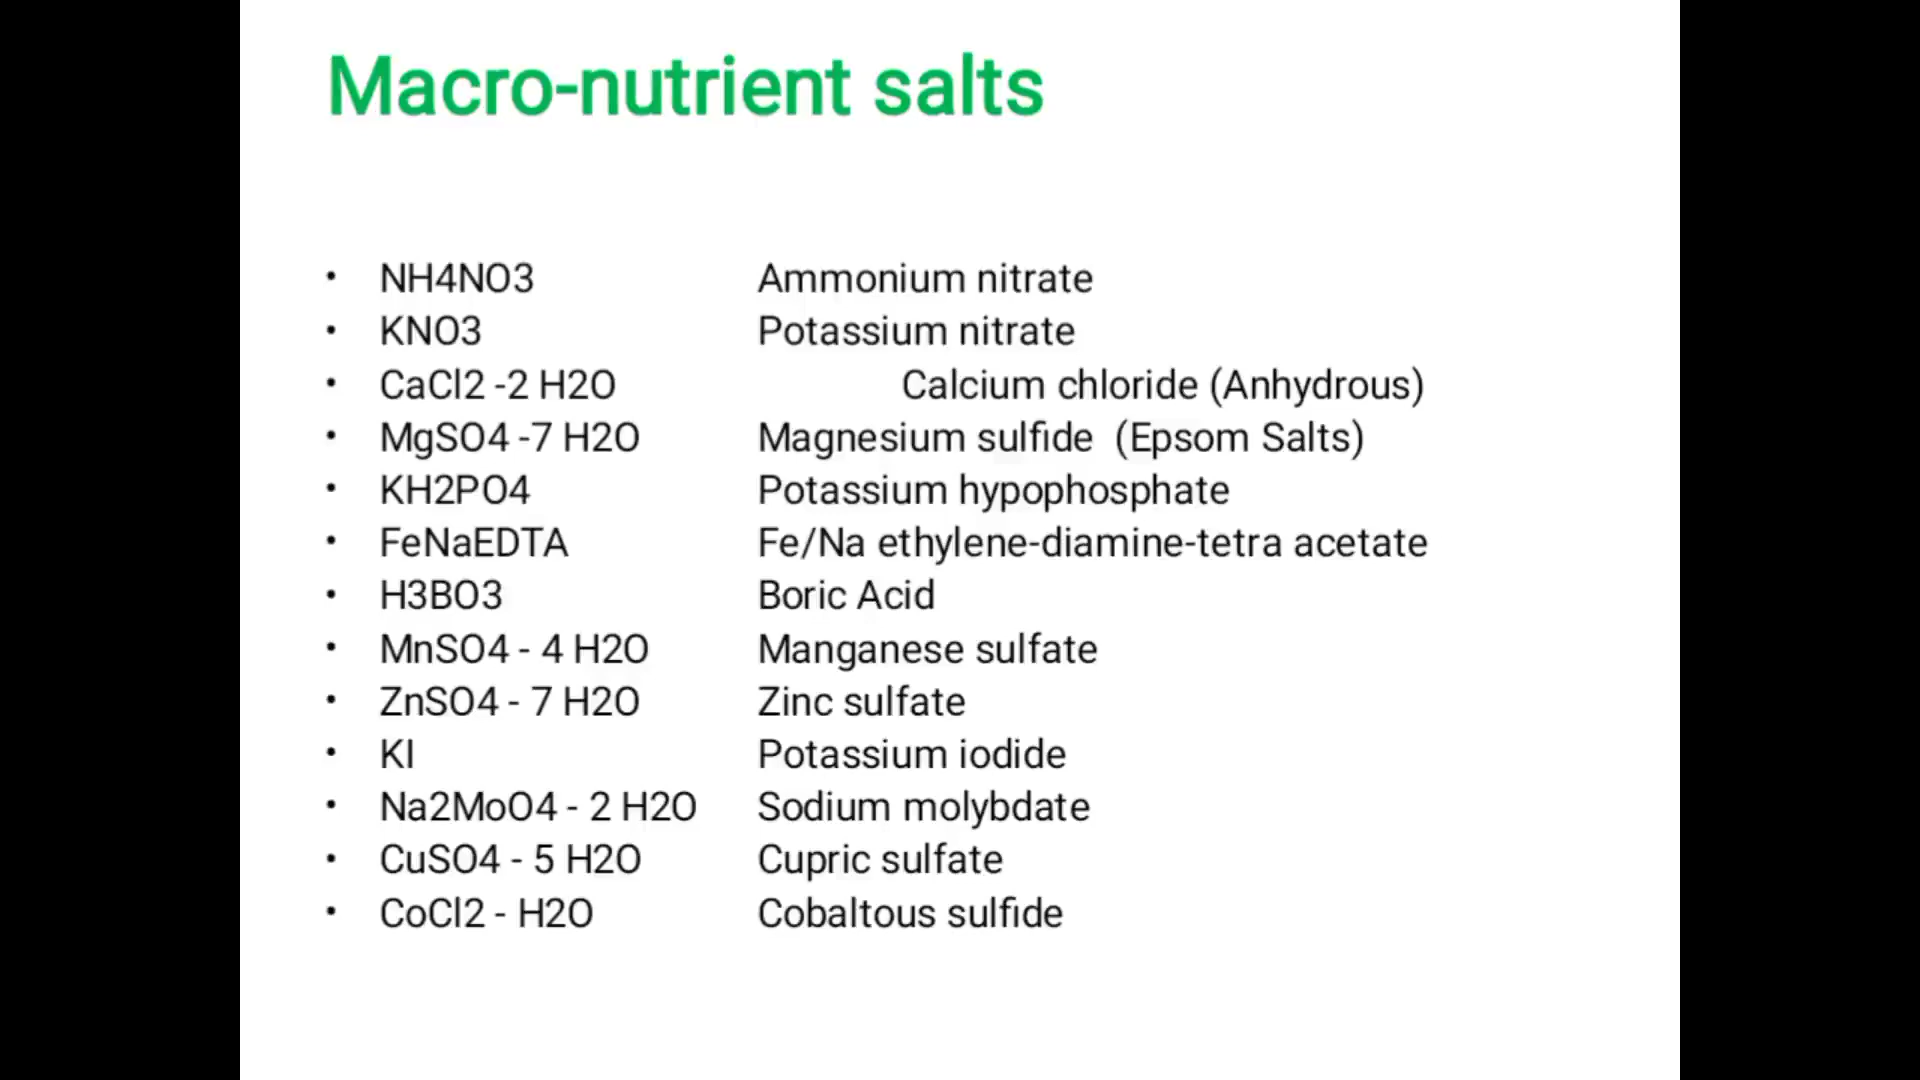 Macro-nutrient salts
• NH4NO3 Ammonium nitrate
• KNO3 Potassium nitrate
• CaCl2 -2 H2O Calcium chloride (Anhydrous)
• MgSO4 -7 H2O Magnesium sulfide (Epsom Salts)
• KH2PO4 Potassium hypophosphate
• FeNaEDTA Fe/Na ethylene-diamine-tetra acetate
• H3BO3 Boric Acid
• MnSO4 - 4 H2O Manganese sulfate
• ZnSO4 - 7 H2O Zinc sulfate
• KI Potassium iodide
• Na2MoO4 - 2 H2O Sodium molybdate
• CuSO4 - 5 H2O Cupric sulfate
• CoCl2 - H2O Cobaltous sulfide